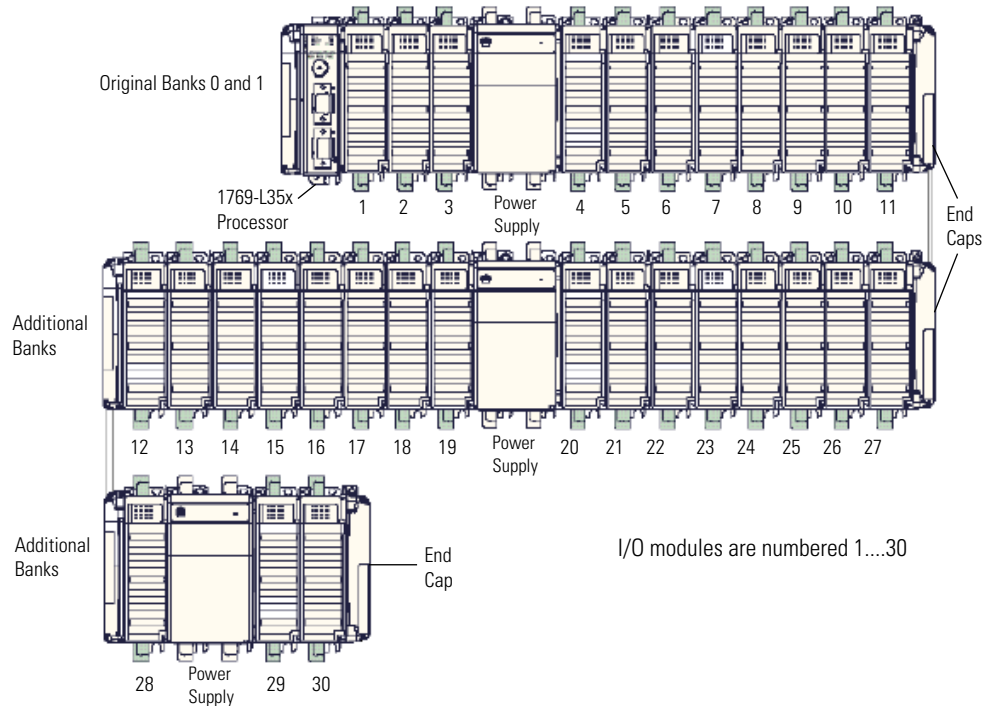 Original Banks 0 and 1
1769-L35x
Processor
1
2
3
Power
Supply
4
5
6
7
8
9
10
11
End
Caps
Additional
Banks
12
13
14
15
16
17
18
19
Power
Supply
20
21
22
23
24
25
26
27
Additional
Banks
End
Cap
I/O modules are numbered 1....30
28
Power
Supply
29
30